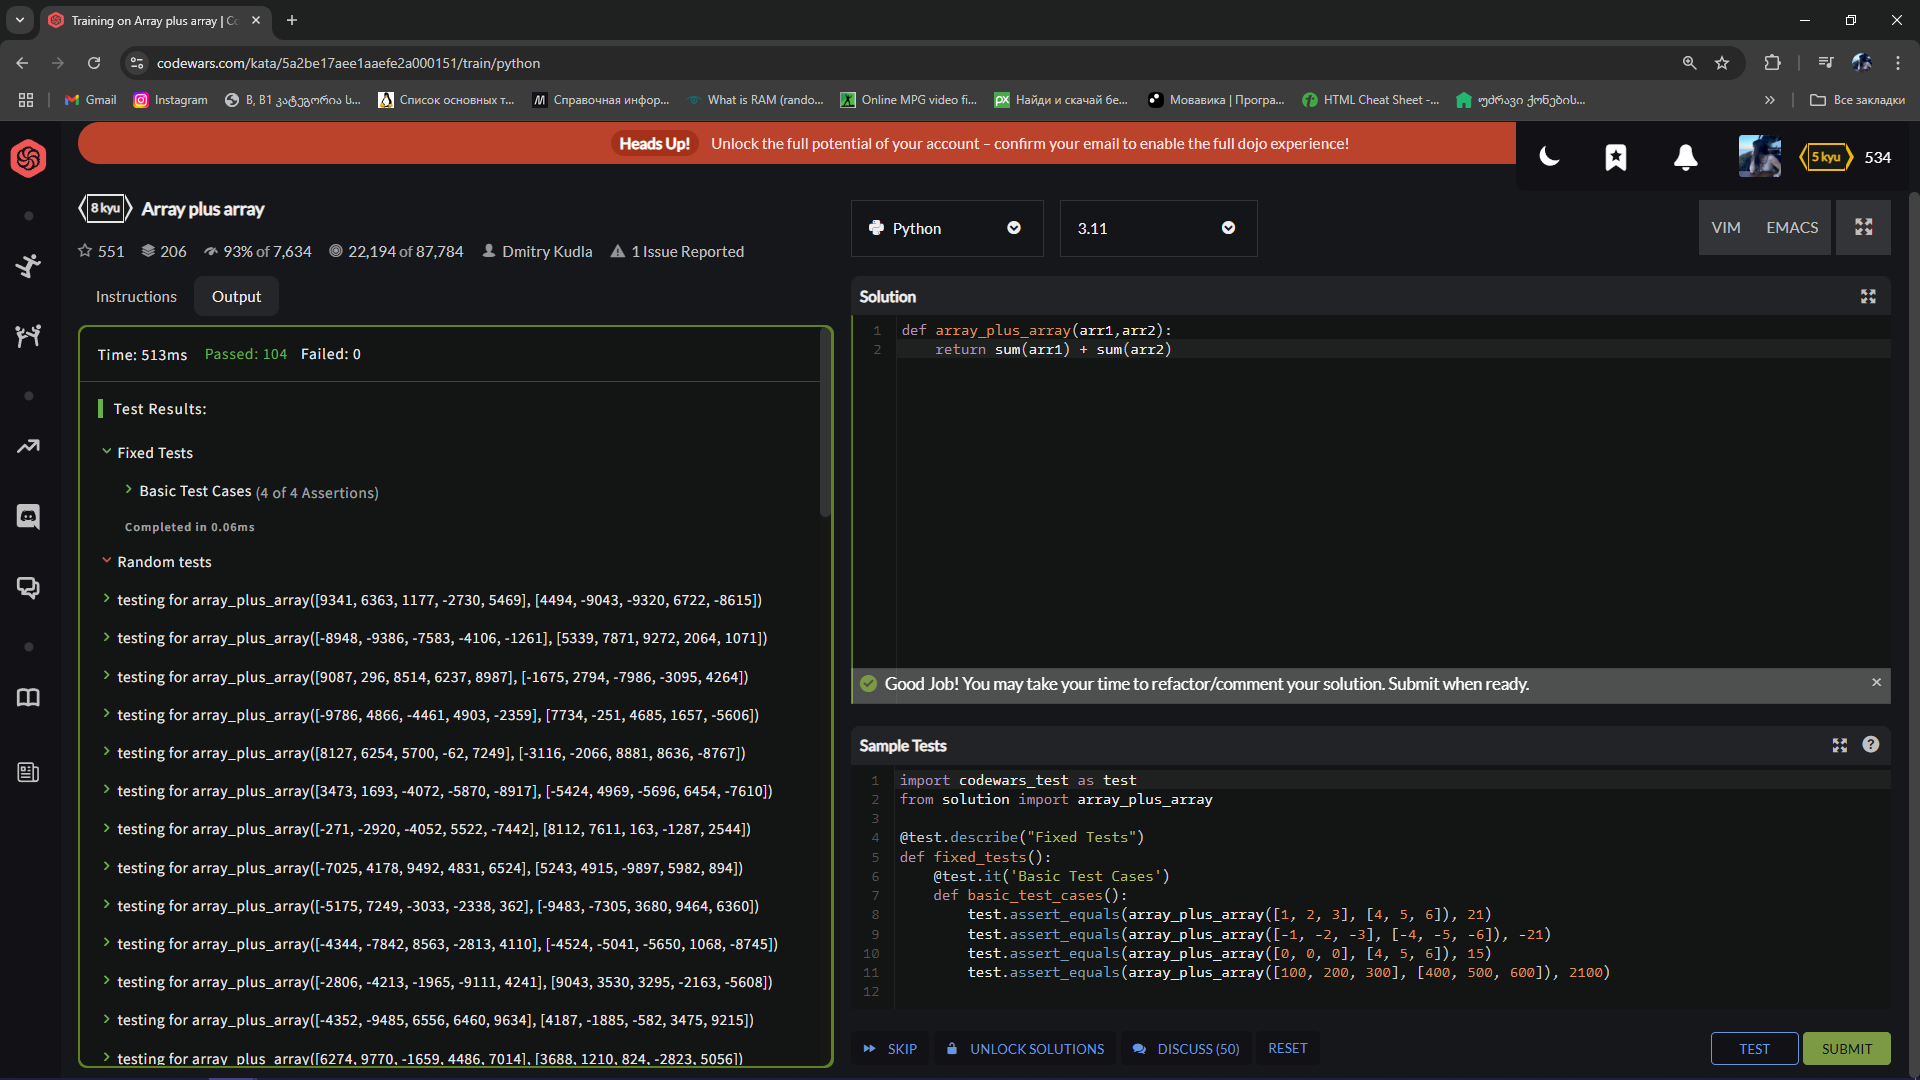 Training on Array plus array | Co
codewars.com/kata/5a2be17aee1aaefe2a000151/train/python
Gmail
Instagram
B, B1 კატეგორია ს...
Список основных т...
Справочная инфор...
What is RAM (rando...
Online MPG video fi...
Найди и скачай бе...
Мовавика | Програ...
HTML Cheat Sheet -...
უძრავი ქონების...
Все закладки
Heads Up! Unlock the full potential of your account – confirm your email to enable the full dojo experience!
5 kyu 534
8 kyu Array plus array
551 206 93% of 7,634 22,194 of 87,784 Dmitry Kudla 1 Issue Reported
Instructions Output
Time: 513ms Passed: 104 Failed: 0
Test Results:
Fixed Tests
Basic Test Cases (4 of 4 Assertions)
Completed in 0.06ms
Random tests
testing for array_plus_array([9341, 6363, 1177, -2730, 5469], [4494, -9043, -9320, 6722, -8615])
testing for array_plus_array([-8948, -9386, -7583, -4106, -1261], [5339, 7871, 9272, 2064, 1071])
testing for array_plus_array([9087, 296, 8514, 6237, 8987], [-1675, 2794, -7986, -3095, 4264])
testing for array_plus_array([-9786, 4866, -4461, 4903, -2359], [7734, -251, 4685, 1657, -5606])
testing for array_plus_array([8127, 6254, 5700, -62, 7249], [-3116, -2066, 8881, 8636, -8767])
testing for array_plus_array([3473, 1693, -4072, -5870, -8917], [-5424, 4969, -5696, 6454, -7610])
testing for array_plus_array([-271, -2920, -4052, 5522, -7442], [8112, 7611, 163, -1287, 2544])
testing for array_plus_array([-7025, 4178, 9492, 4831, 6524], [5243, 4915, -9897, 5982, 894])
testing for array_plus_array([-5175, 7249, -3033, -2338, 362], [-9483, -7305, 3680, 9464, 6360])
testing for array_plus_array([-4344, -7842, 8563, -2813, 4110], [-4524, -5041, -5650, 1068, -8745])
testing for array_plus_array([-2806, -4213, -1965, -9111, 4241], [9043, 3530, 3295, -2163, -5608])
testing for array_plus_array([-4352, -9485, 6556, 6460, 9634], [4187, -1885, -582, 3475, 9215])
testing for array_plus_array([6274, 9770, -1659, 4486, 7014], [3688, 1210, 824, -2823, 5056])
Python 3.11 VIM EMACS
Solution
1 def array_plus_array(arr1,arr2):
2 return sum(arr1) + sum(arr2)
Good Job! You may take your time to refactor/comment your solution. Submit when ready.
Sample Tests
1 import codewars_test as test
2 from solution import array_plus_array
3
4 @test.describe("Fixed Tests")
5 def fixed_tests():
6 @test.it('Basic Test Cases')
7 def basic_test_cases():
8 test.assert_equals(array_plus_array([1, 2, 3], [4, 5, 6]), 21)
9 test.assert_equals(array_plus_array([-1, -2, -3], [-4, -5, -6]), -21)
10 test.assert_equals(array_plus_array([0, 0, 0], [4, 5, 6]), 15)
11 test.assert_equals(array_plus_array([100, 200, 300], [400, 500, 600]), 2100)
12
SKIP UNLOCK SOLUTIONS DISCUSS (50) RESET TEST SUBMIT